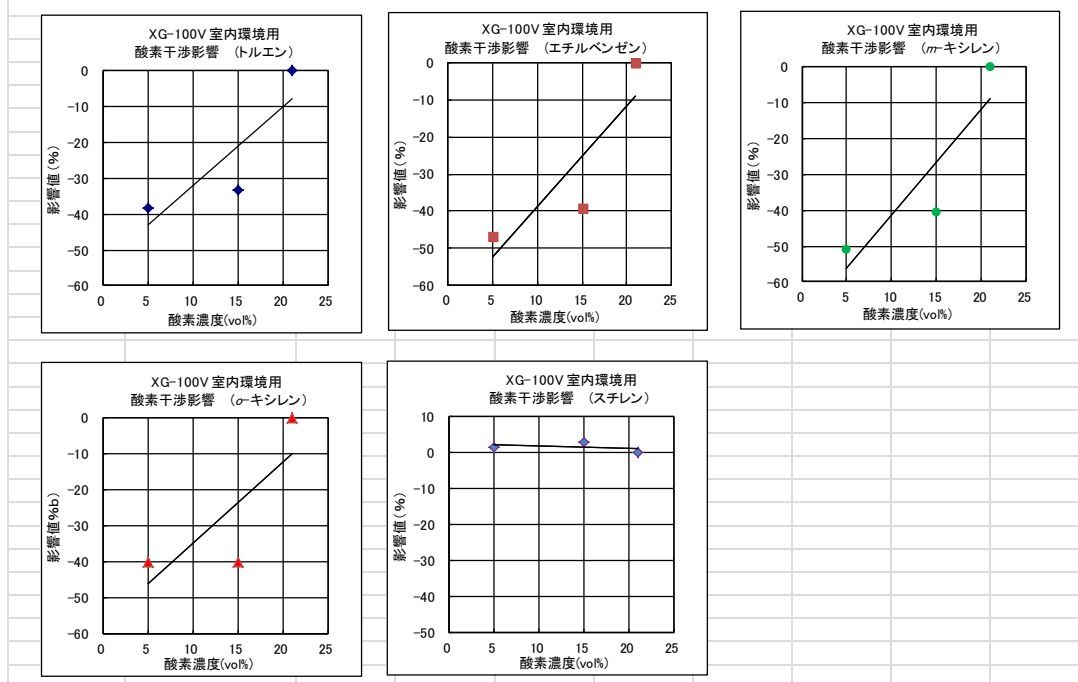 XG-100V 室内環境用
酸素干渉影響 (トルエン)
影響値(%)
0
-10
-20
-30
-40
-50
-60
0 5 10 15 20 25
酸素濃度(vol%)
XG-100V 室内環境用
酸素干渉影響 (エチルベンゼン)
影響値(%)
0
-10
-20
-30
-40
-50
-60
0 5 10 15 20 25
酸素濃度(vol%)
XG-100V 室内環境用
酸素干渉影響 (m-キシレン)
影響値(%)
0
-10
-20
-30
-40
-50
-60
0 5 10 15 20 25
酸素濃度(vol%)
XG-100V 室内環境用
酸素干渉影響 (o-キシレン)
影響値%b)
0
-10
-20
-30
-40
-50
-60
0 5 10 15 20 25
酸素濃度(vol%)
XG-100V 室内環境用
酸素干渉影響 (スチレン)
影響値(%)
10
0
-10
-20
-30
-40
-50
0 5 10 15 20 25
酸素濃度(vol%)